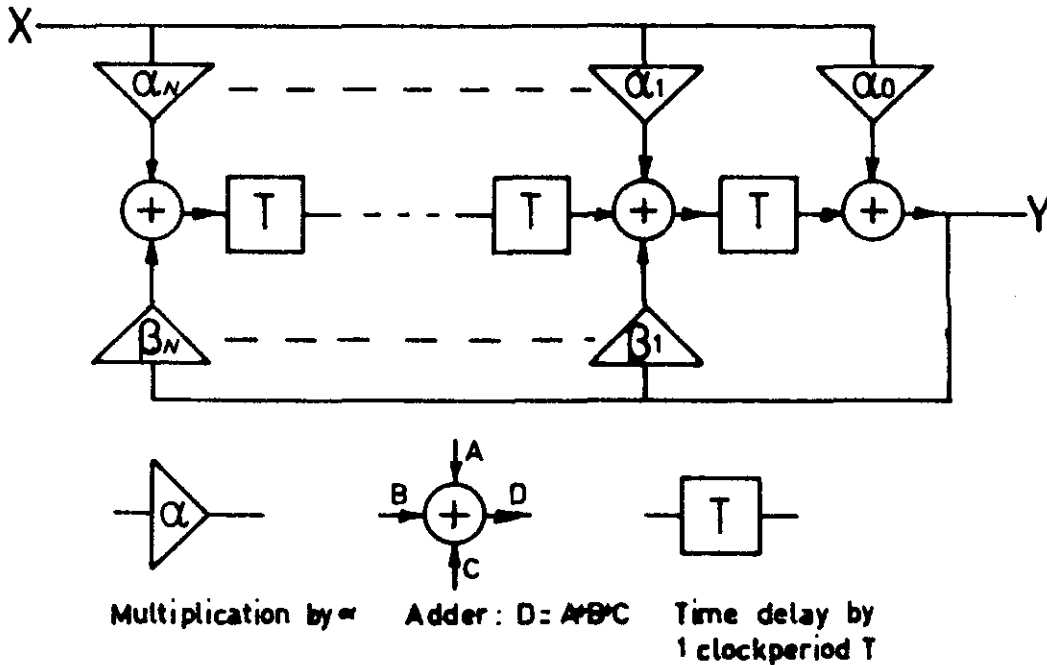 X
αN α1 α0
+ T T + T + Y
βN β1
A
B D
α + T
C
Multiplication by α Adder : D = A+B+C Time delay by
1 clockperiod T